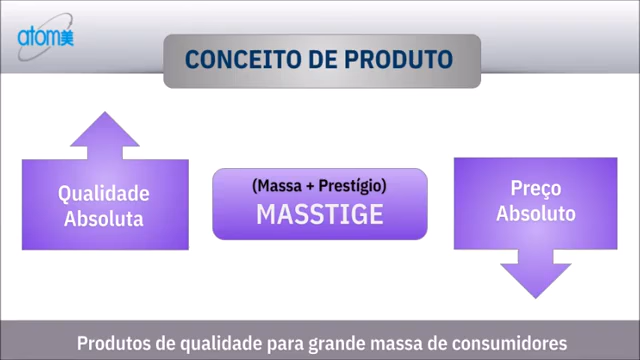 atom美
CONCEITO DE PRODUTO
Qualidade
Absoluta
(Massa + Prestígio)
MASSTIGE
Preço
Absoluto
Produtos de qualidade para grande massa de consumidores